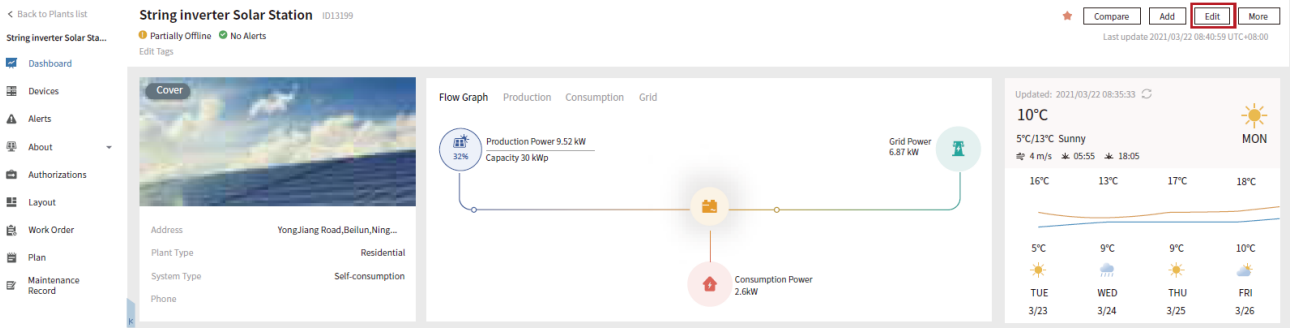 Back to Plants list
String inverter Solar Sta...
Dashboard
Devices
Alerts
About
Authorizations
Layout
Work Order
Plan
Maintenance
Record
String inverter Solar Station ID13199
Partially Offline No Alerts
Edit Tags
Compare Add Edit More
Last update 2021/03/22 08:40:59 UTC+08:00
Cover
Address YongJiang Road,Beilun,Ning...
Plant Type Residential
System Type Self-consumption
Phone
Flow Graph Production Consumption Grid
32%
Production Power 9.52 kW
Capacity 30 kWp
Grid Power
6.87 kW
Consumption Power
2.6kW
Updated: 2021/03/22 08:35:33
10°C
5°C/13°C Sunny
MON
4 m/s 05:55 18:05
16°C 13°C 17°C 18°C
5°C 9°C 9°C 10°C
TUE WED THU FRI
3/23 3/24 3/25 3/26